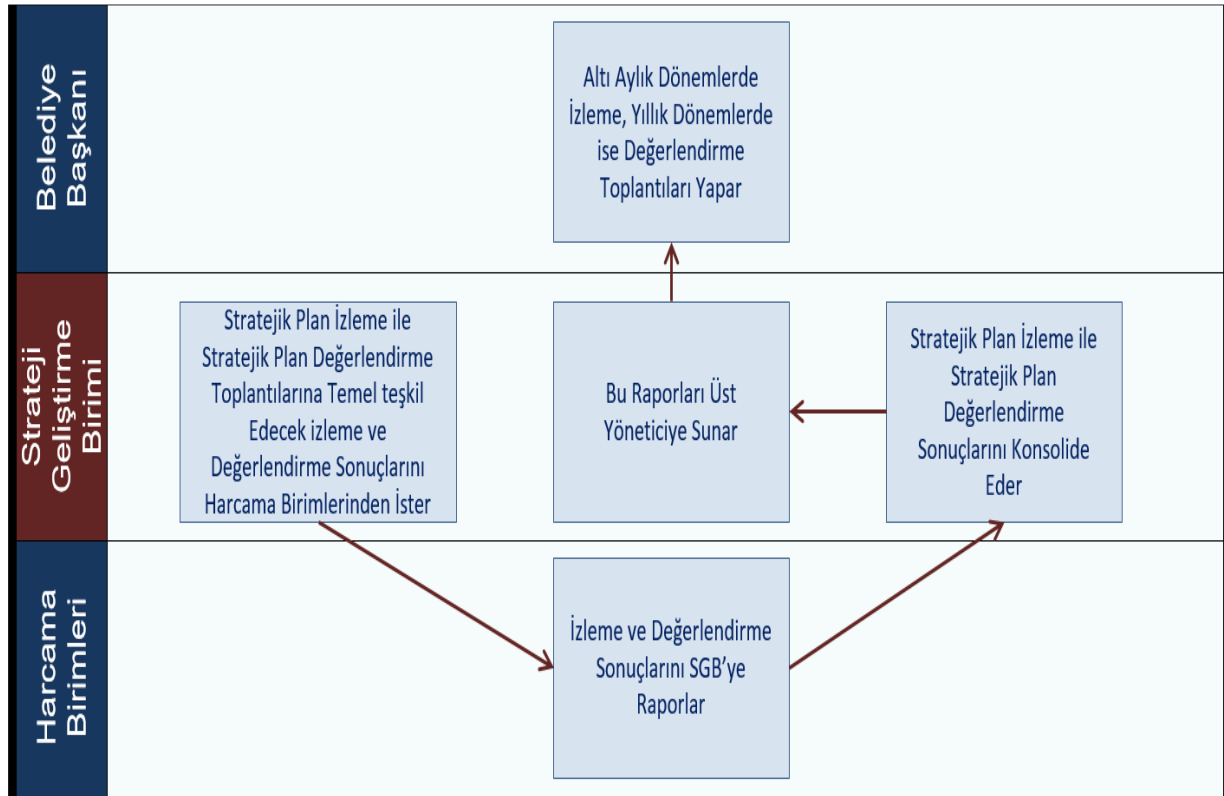 Belediye
Başkanı
Altı Aylık Dönemlerde
İzleme, Yıllık Dönemlerde
ise Değerlendirme
Toplantıları Yapar
Strateji
Geliştirme
Birimi
Stratejik Plan İzleme ile
Stratejik Plan Değerlendirme
Toplantılarına Temel teşkil
Edecek izleme ve
Değerlendirme Sonuçlarını
Harcama Birimlerinden İster
Bu Raporları Üst
Yöneticiye Sunar
Stratejik Plan İzleme ile
Stratejik Plan
Değerlendirme
Sonuçlarını Konsolide
Eder
Harcama
Birimleri
İzleme ve Değerlendirme
Sonuçlarını SGB’ye
Raporlar